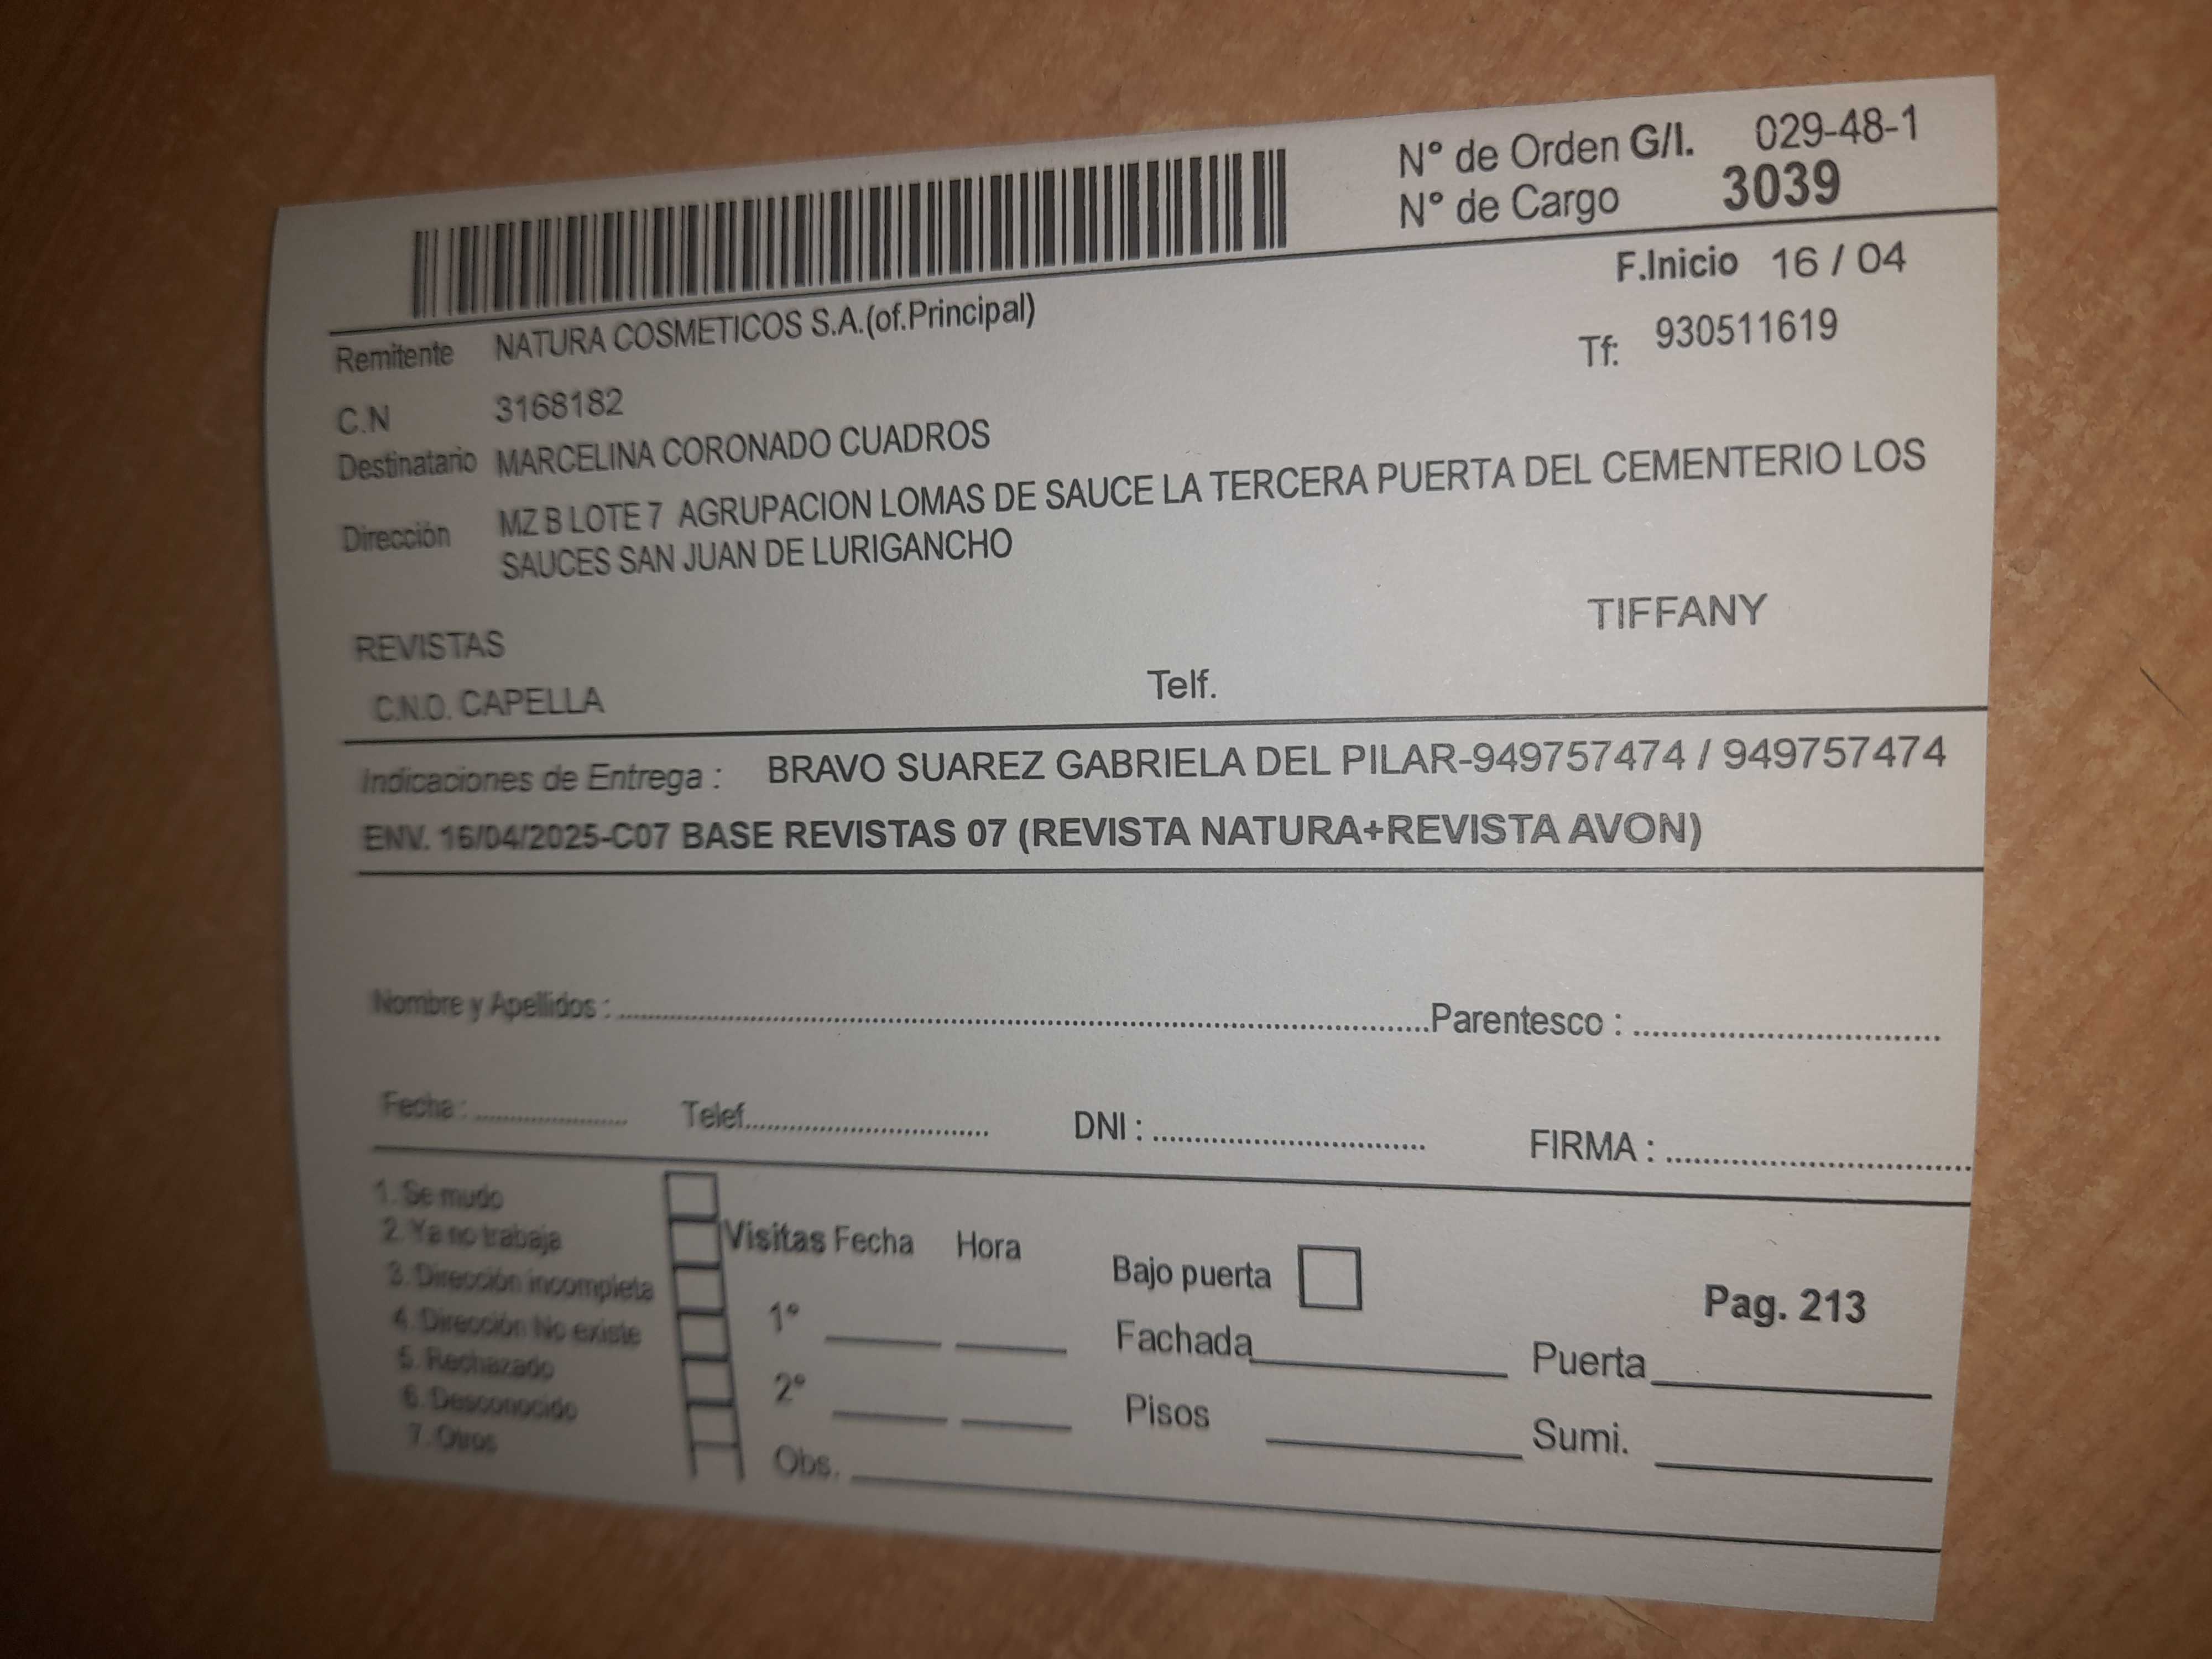 N° de Orden G/I. 029-48-1
N° de Cargo 3039
F.Inicio 16 / 04
Remitente NATURA COSMETICOS S.A.(of.Principal)
Tf: 930511619
C.N 3168182
Destinatario MARCELINA CORONADO CUADROS
Dirección MZ B LOTE 7 AGRUPACION LOMAS DE SAUCE LA TERCERA PUERTA DEL CEMENTERIO LOS
SAUCES SAN JUAN DE LURIGANCHO
TIFFANY
REVISTAS
C.N.O. CAPELLA Telf.
Indicaciones de Entrega : BRAVO SUAREZ GABRIELA DEL PILAR-949757474 / 949757474
ENV. 16/04/2025-C07 BASE REVISTAS 07 (REVISTA NATURA+REVISTA AVON)
Nombre y Apellidos : Parentesco :
Fecha : Telef. DNI : FIRMA :
1. Se mudo
2. Ya no trabaja
3. Dirección incompleta
4. Dirección No existe
5. Rechazado
6. Desconocido
7. Otros
Visitas Fecha Hora
1°
2°
Obs.
Bajo puerta
Pag. 213
Fachada Puerta
Pisos Sumi.